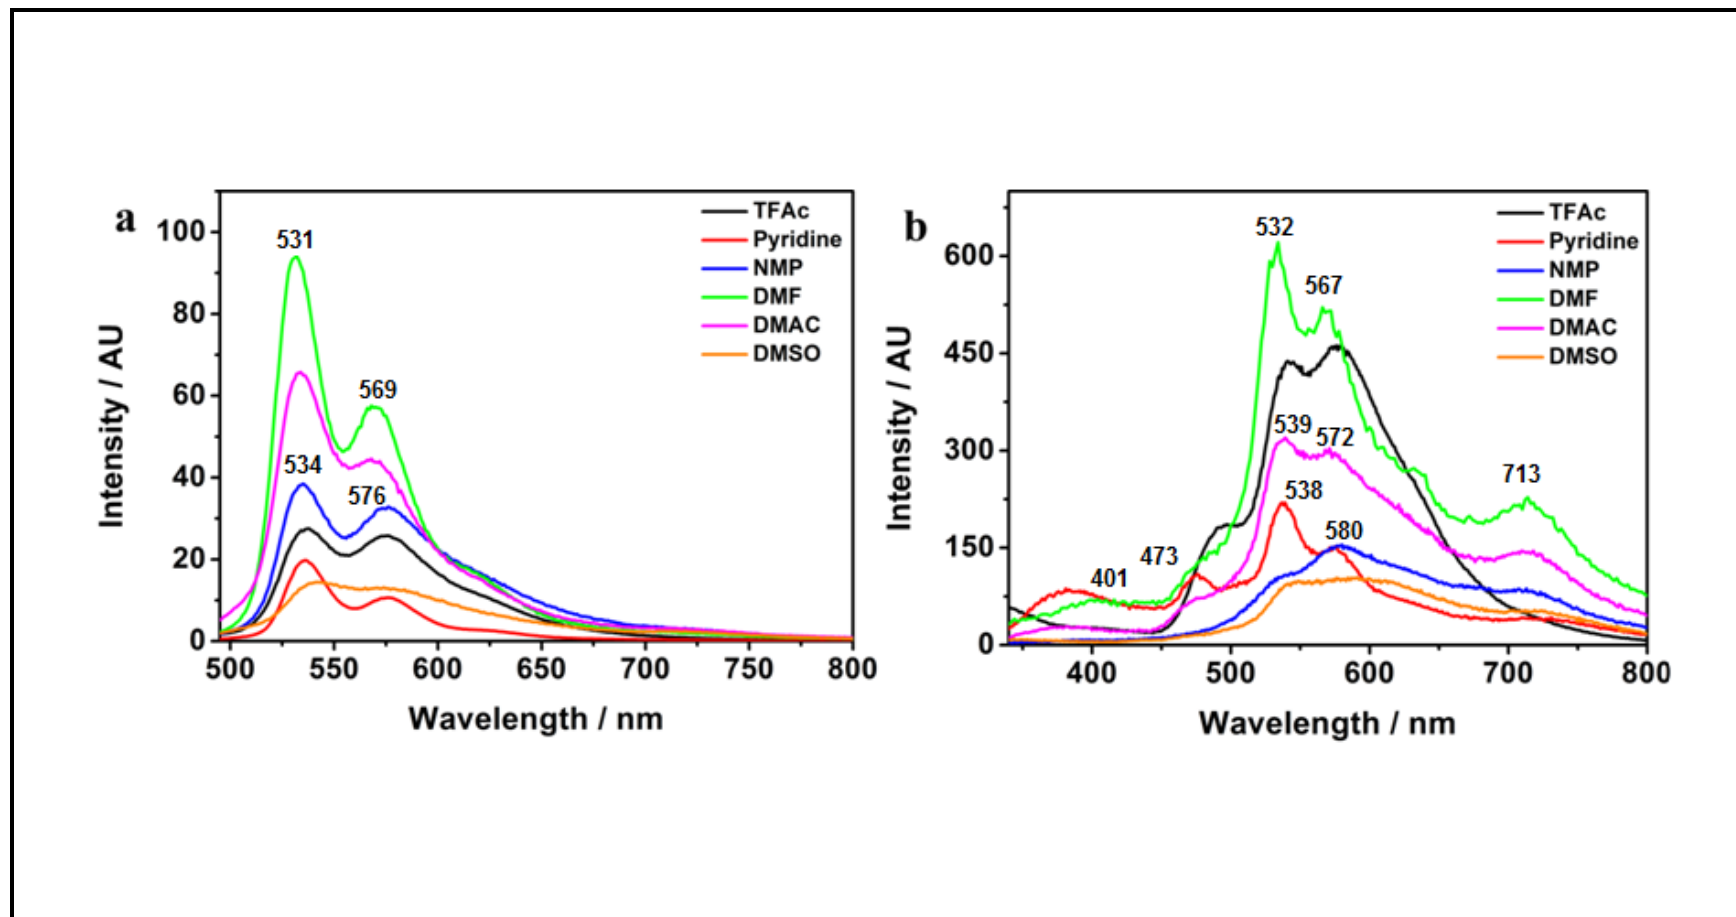 a
100
80
60
40
20
0
Intensity / AU
531
569
534
576
TFAc
Pyridine
NMP
DMF
DMAC
DMSO
500 550 600 650 700 750 800
Wavelength / nm
b
600
450
300
150
0
Intensity / AU
532
567
539 572
538
713
580
473
401
TFAc
Pyridine
NMP
DMF
DMAC
DMSO
400 500 600 700 800
Wavelength / nm